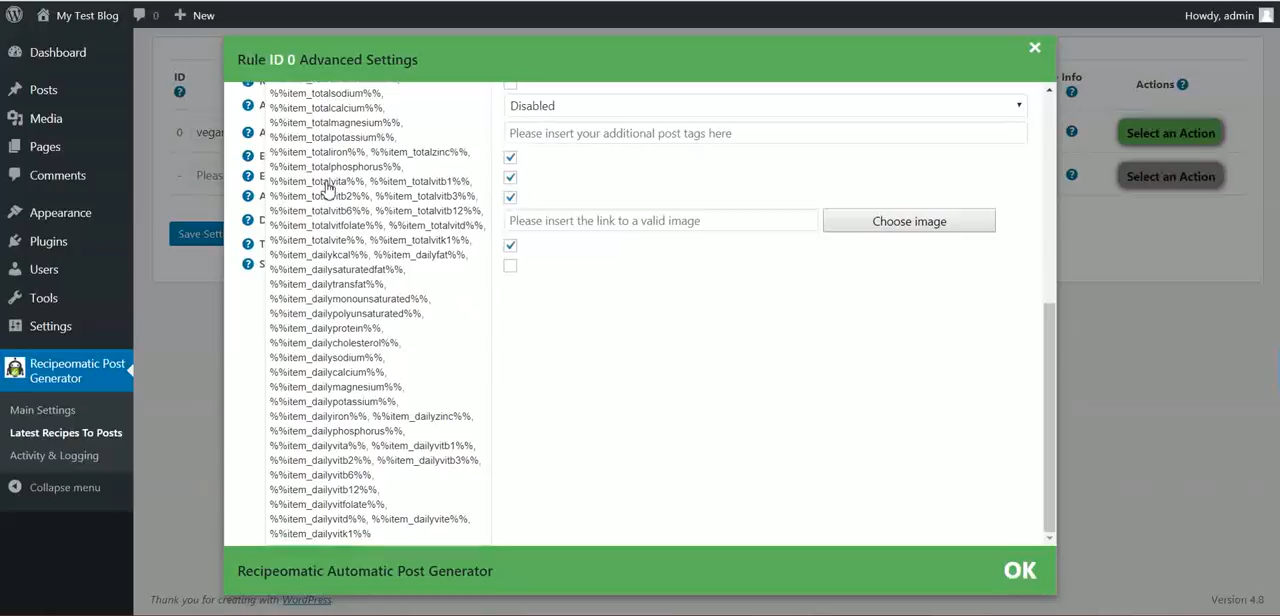 My Test Blog
0
New
Howdy, admin
Dashboard
Posts
Media
Pages
Comments
Appearance
Plugins
Users
Tools
Settings
Recipeomatic Post
Generator
Main Settings
Latest Recipes To Posts
Activity & Logging
Collapse menu
ID
0
vegan
-
Pleas
Save Sett
Rule ID 0 Advanced Settings
×
%%item_totalsodium%%,
%%item_totalcalcium%%,
%%item_totalmagnesium%%,
%%item_totalpotassium%%,
%%item_totaliron%%, %%item_totalzinc%%,
%%item_totalphosphorus%%,
%%item_totalvita%%, %%item_totalvitb1%%,
%%item_totalvitb2%%, %%item_totalvitb3%%,
%%item_totalvitb6%%, %%item_totalvitb12%%,
%%item_totalvitfolate%%, %%item_totalvitd%%,
%%item_totalvite%%, %%item_totalvitk1%%,
%%item_dailykcal%%, %%item_dailyfat%%,
%%item_dailysaturatedfat%%,
%%item_dailytransfat%%,
%%item_dailymonounsaturated%%,
%%item_dailypolyunsaturated%%,
%%item_dailyprotein%%,
%%item_dailycholesterol%%,
%%item_dailysodium%%,
%%item_dailycalcium%%,
%%item_dailymagnesium%%,
%%item_dailypotassium%%,
%%item_dailyiron%%, %%item_dailyzinc%%,
%%item_dailyphosphorus%%,
%%item_dailyvita%%, %%item_dailyvitb1%%,
%%item_dailyvitb2%%, %%item_dailyvitb3%%,
%%item_dailyvitb6%%,
%%item_dailyvitb12%%,
%%item_dailyvitfolate%%,
%%item_dailyvitd%%, %%item_dailyvite%%,
%%item_dailyvitk1%%
Disabled
Please insert your additional post tags here
Please insert the link to a valid image
Choose image
Recipeomatic Automatic Post Generator
OK
Info
Actions
Select an Action
Select an Action
Thank you for creating with WordPress.
Version 4.8